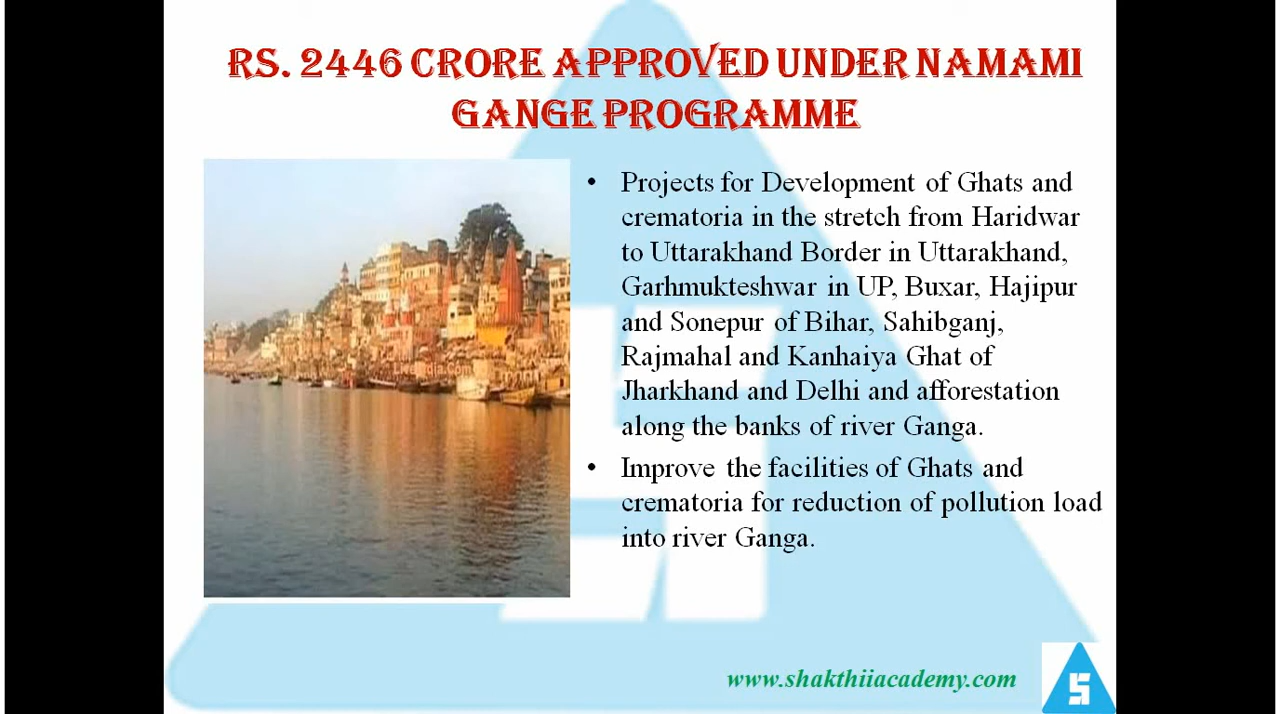 RS. 2446 CRORE APPROVED UNDER NAMAMI
GANGE PROGRAMME
• Projects for Development of Ghats and
crematoria in the stretch from Haridwar
to Uttarakhand Border in Uttarakhand,
Garhmukteshwar in UP, Buxar, Hajipur
and Sonepur of Bihar, Sahibganj,
Rajmahal and Kanhaiya Ghat of
Jharkhand and Delhi and afforestation
along the banks of river Ganga.
• Improve the facilities of Ghats and
crematoria for reduction of pollution load
into river Ganga.
www.shakthiiacademy.com